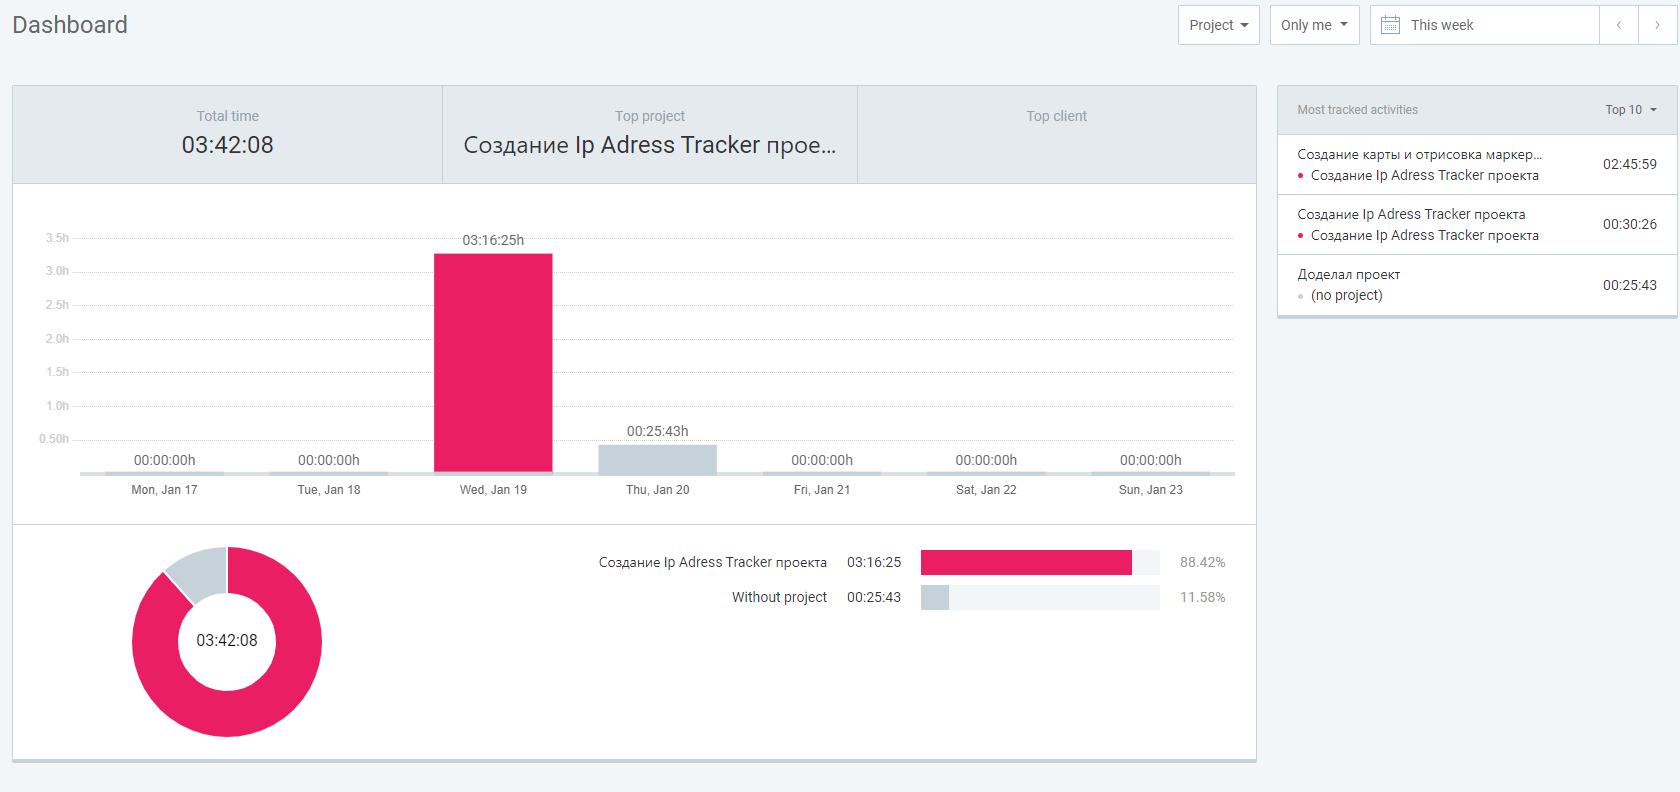 Dashboard
Project
Only me
This week
Total time
03:42:08
Top project
Создание Ip Adress Tracker прое...
Top client
3.5h
3.0h
2.5h
2.0h
1.5h
1.0h
0.50h
00:00:00h
00:00:00h
03:16:25h
00:25:43h
00:00:00h
00:00:00h
00:00:00h
Mon, Jan 17
Tue, Jan 18
Wed, Jan 19
Thu, Jan 20
Fri, Jan 21
Sat, Jan 22
Sun, Jan 23
03:42:08
Создание Ip Adress Tracker проекта 03:16:25 88.42%
Without project 00:25:43 11.58%
Most tracked activities Top 10
Создание карты и отрисовка маркер...
Создание Ip Adress Tracker проекта
02:45:59
Создание Ip Adress Tracker проекта
Создание Ip Adress Tracker проекта
00:30:26
Доделал проект
(no project)
00:25:43